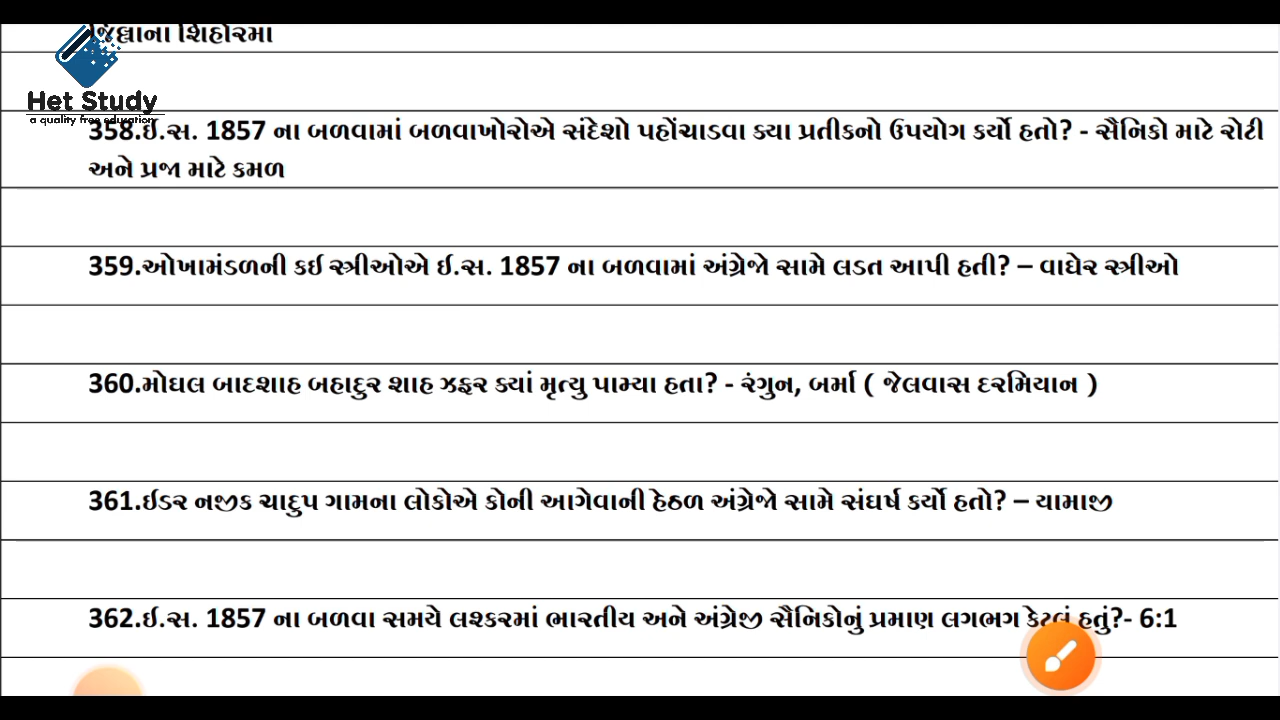 જિલ્લાના શિહોરમા
Het Study
a quality free education
358.ઈ.સ. 1857 ના બળવામાં બળવાખોરોએ સંદેશો પહોંચાડવા ક્યા પ્રતીકનો ઉપયોગ કર્યો હતો? - સૈનિકો માટે રોટી
અને પ્રજા માટે કમળ
359.ઓખામંડળની કઈ સ્ત્રીઓએ ઈ.સ. 1857 ના બળવામાં અંગ્રેજો સામે લડત આપી હતી? – વાઘેર સ્ત્રીઓ
360.મોઘલ બાદશાહ બહાદુર શાહ ઝફર ક્યાં મૃત્યુ પામ્યા હતા? - રંગુન, બર્મા ( જેલવાસ દરમિયાન )
361.ઈડર નજીક ચાદુપ ગામના લોકોએ કોની આગેવાની હેઠળ અંગ્રેજો સામે સંઘર્ષ કર્યો હતો? – યામાજી
362.ઈ.સ. 1857 ના બળવા સમયે લશ્કરમાં ભારતીય અને અંગ્રેજી સૈનિકોનું પ્રમાણ લગભગ કેટલું હતું?- 6:1